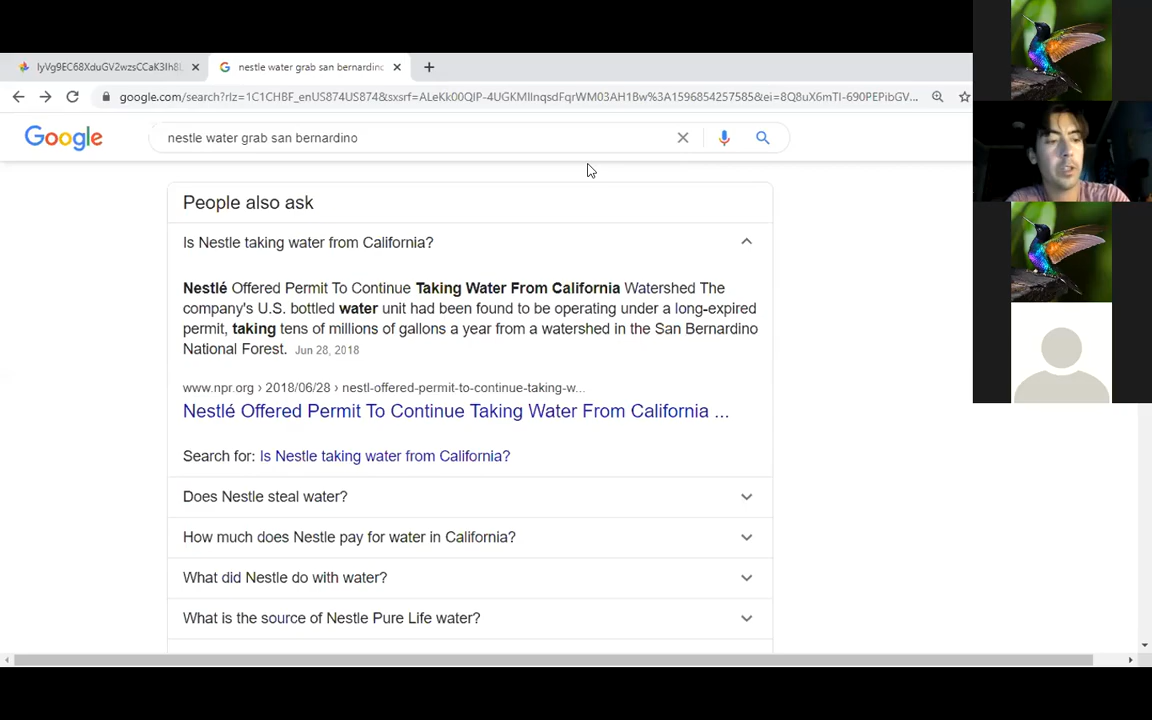 lyVg9EC68XduGV2wzsCCaK3Ih8L
nestle water grab san bernardino
google.com/search?rlz=1C1CHBF_enUS874US874&sxsrf=ALeKk00QIP-4UGKMlInqsdFqrWM03AH1Bw%3A1596854257585&ei=8Q8uX6mTI-690PEPibGV...
Google
nestle water grab san bernardino
People also ask
Is Nestle taking water from California?
Nestlé Offered Permit To Continue Taking Water From California Watershed The
company's U.S. bottled water unit had been found to be operating under a long-expired
permit, taking tens of millions of gallons a year from a watershed in the San Bernardino
National Forest. Jun 28, 2018
www.npr.org › 2018/06/28 › nestl-offered-permit-to-continue-taking-w...
Nestlé Offered Permit To Continue Taking Water From California ...
Search for: Is Nestle taking water from California?
Does Nestle steal water?
How much does Nestle pay for water in California?
What did Nestle do with water?
What is the source of Nestle Pure Life water?